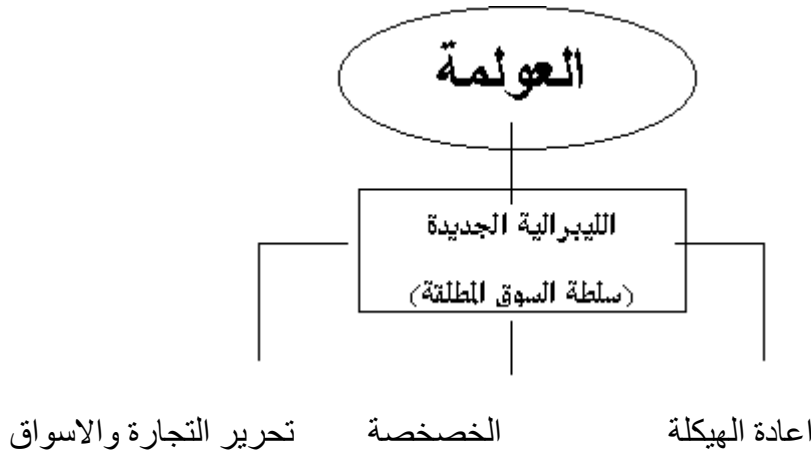 العولمة
الليبرالية الجديدة
(سلطة السوق المطلقة)
اعادة الهيكلة
الخصخصة
تحرير التجارة والاسواق